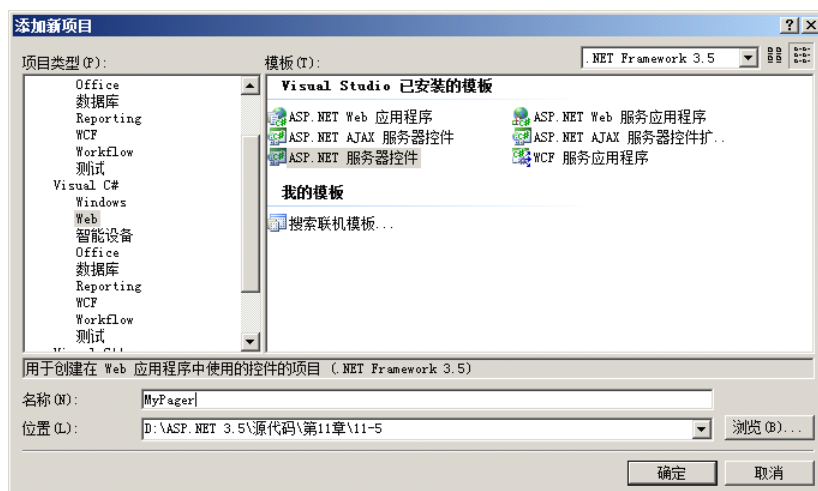 添加新项目
项目类型(P):
模板(T):
.NET Framework 3.5
Office
数据库
Reporting
WCF
Workflow
测试
Visual C#
Windows
Web
智能设备
Office
数据库
Reporting
WCF
Workflow
测试
Visual Studio 已安装的模板
ASP.NET Web 应用程序
ASP.NET Web 服务应用程序
ASP.NET AJAX 服务器控件
ASP.NET AJAX 服务器控件扩..
ASP.NET 服务器控件
WCF 服务应用程序
我的模板
搜索联机模板...
用于创建在 Web 应用程序中使用的控件的项目 (.NET Framework 3.5)
名称(N):
MyPager
位置(L):
D:\ASP.NET 3.5\源代码\第11章\11-5
浏览(B)...
确定
取消